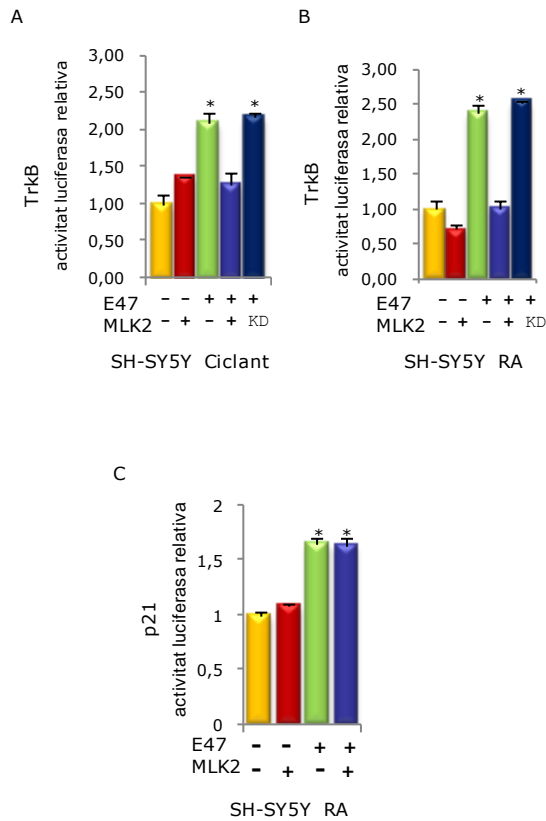 A
TrkB
activitat luciferasa relativa
3,00
2,50
2,00
1,50
1,00
0,50
0,00
* *
E47 – – + + +
MLK2 – + – + KD
SH-SY5Y Ciclant
B
TrkB
activitat luciferasa relativa
3,00
3,50
2,00
1,50
1,00
0,50
0,00
* *
E47 – – + + +
MLK2 – + – + KD
SH-SY5Y RA
C
p21
activitat luciferasa relativa
2
1,5
1
0,5
0
* *
E47 - - + +
MLK2 - + - +
SH-SY5Y RA